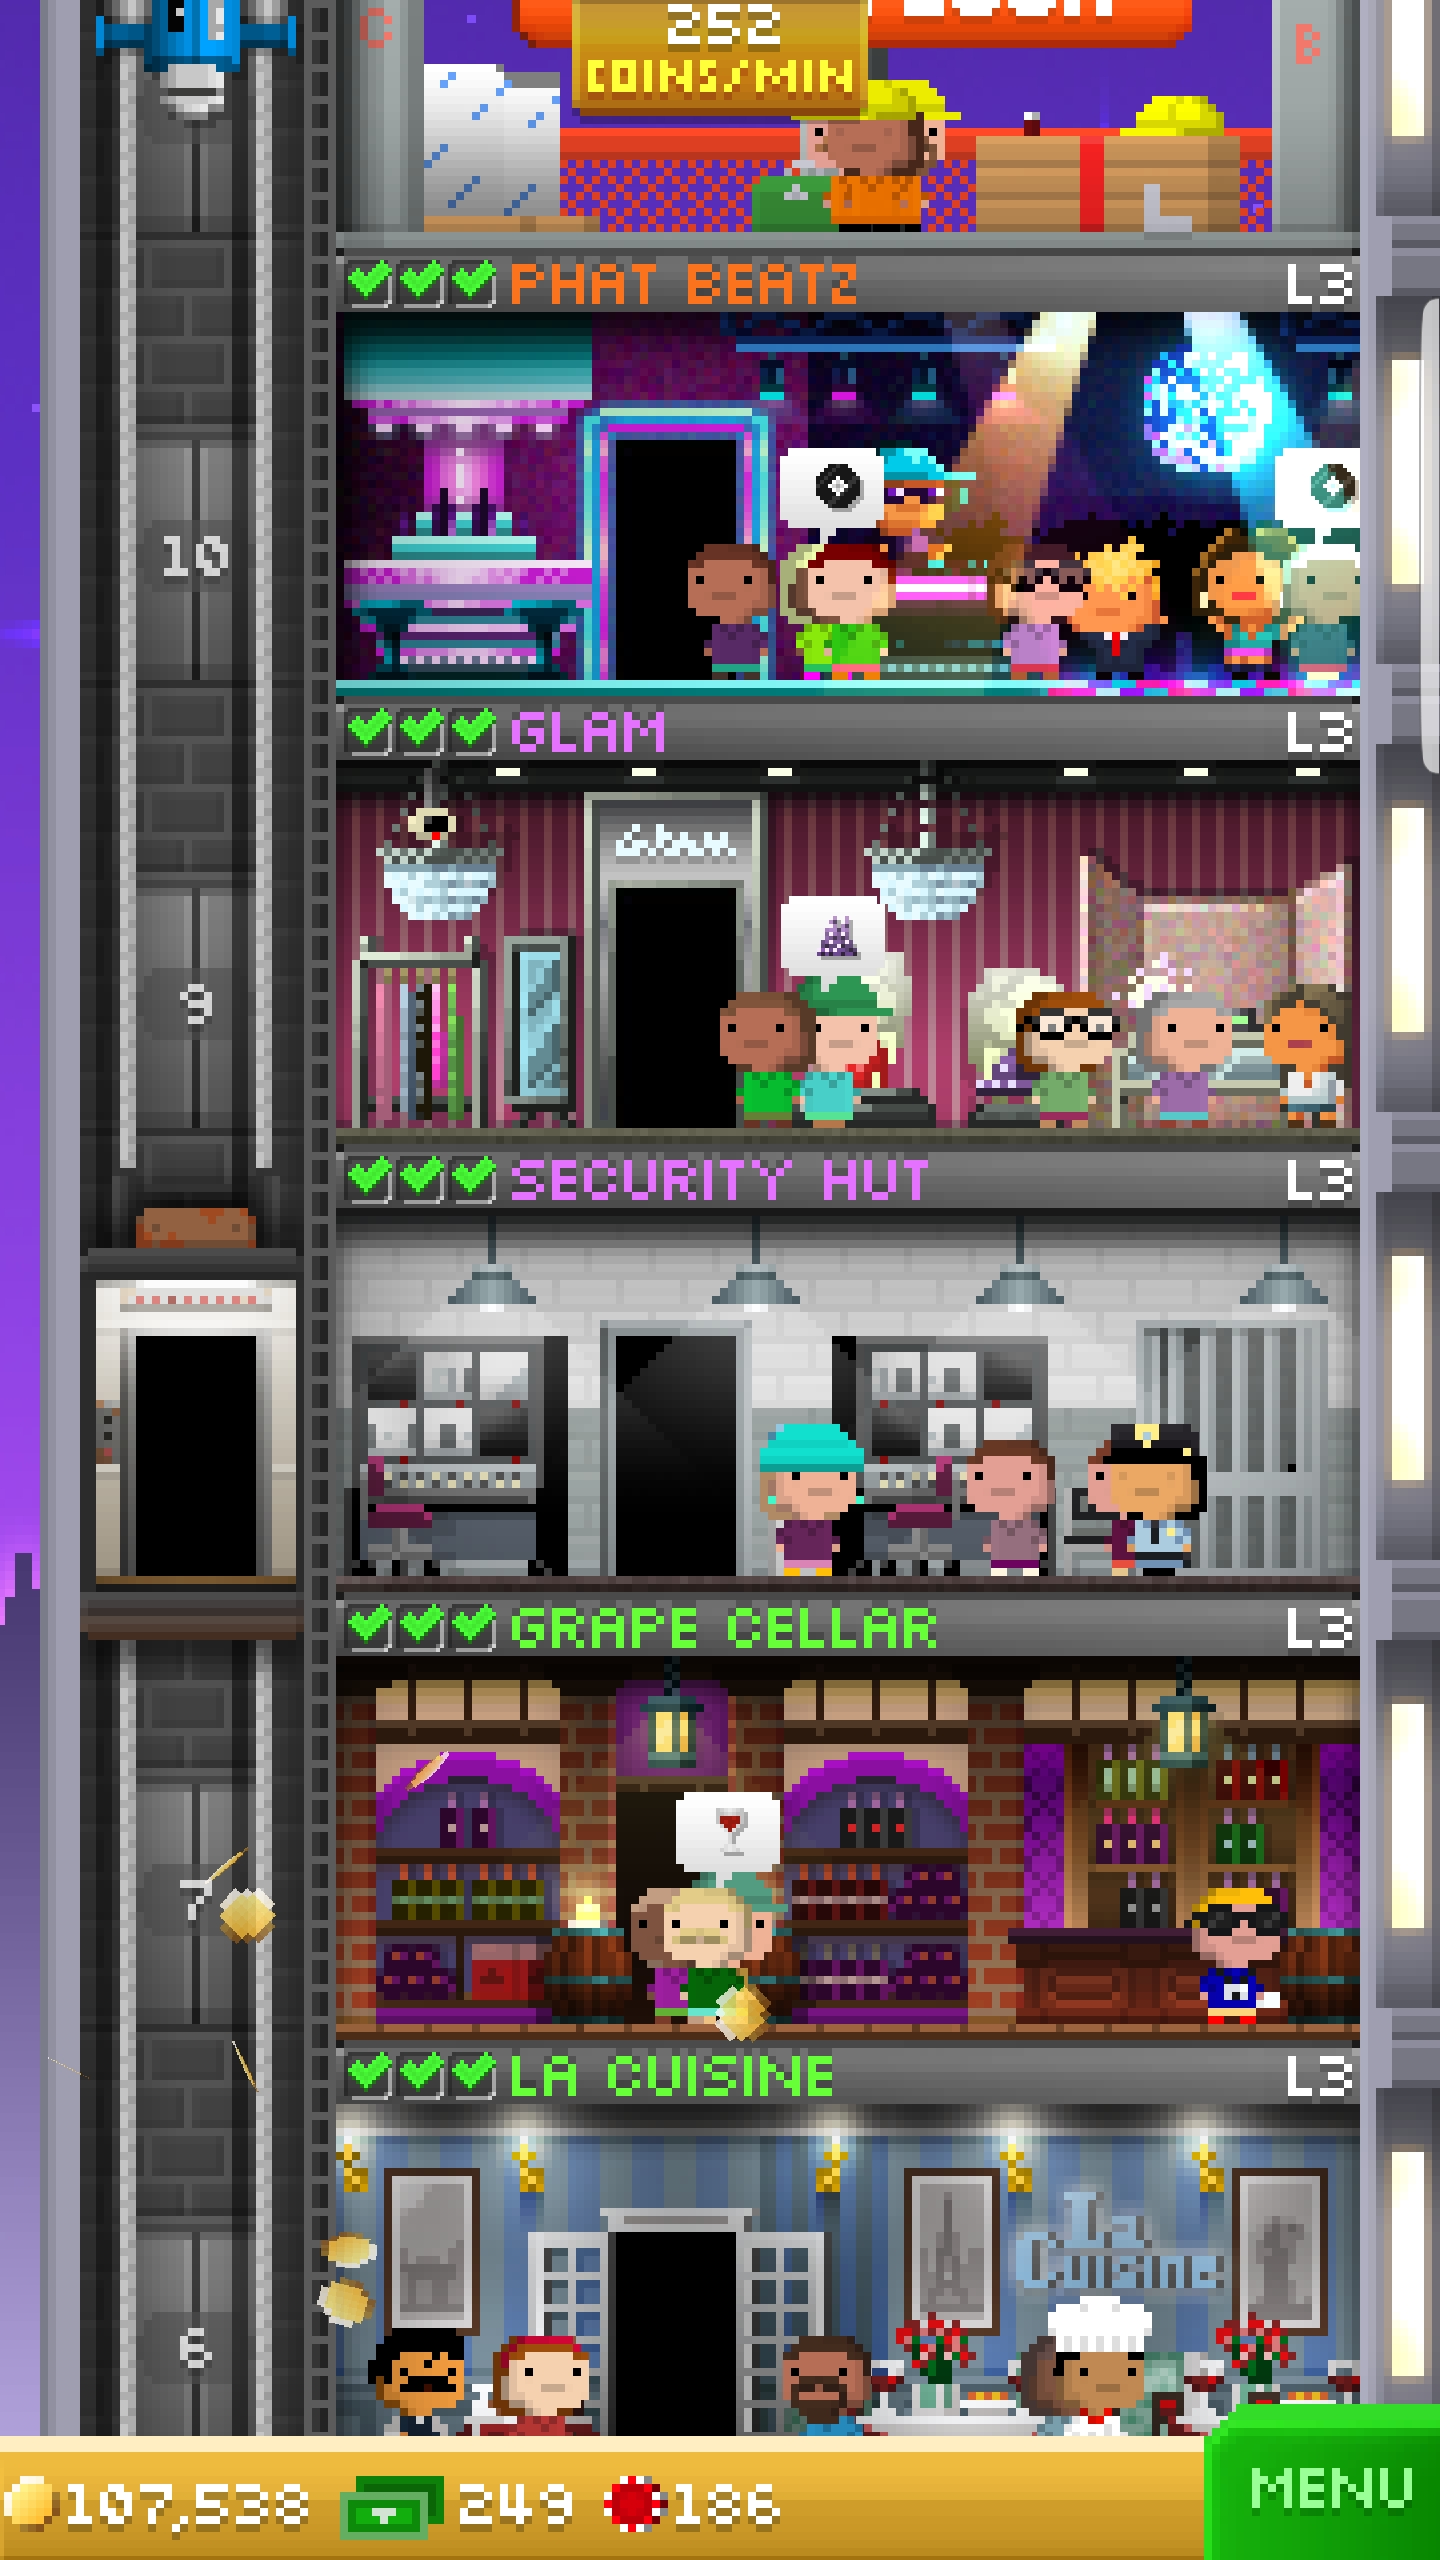 252
COINS/MIN
C
B
PHAT BEATZ
L3
10
GLAM
L3
Glam
9
SECURITY HUT
L3
GRAPE CELLAR
L3
7
LA CUISINE
L3
La
Cuisine
6
107,538
249
186
MENU